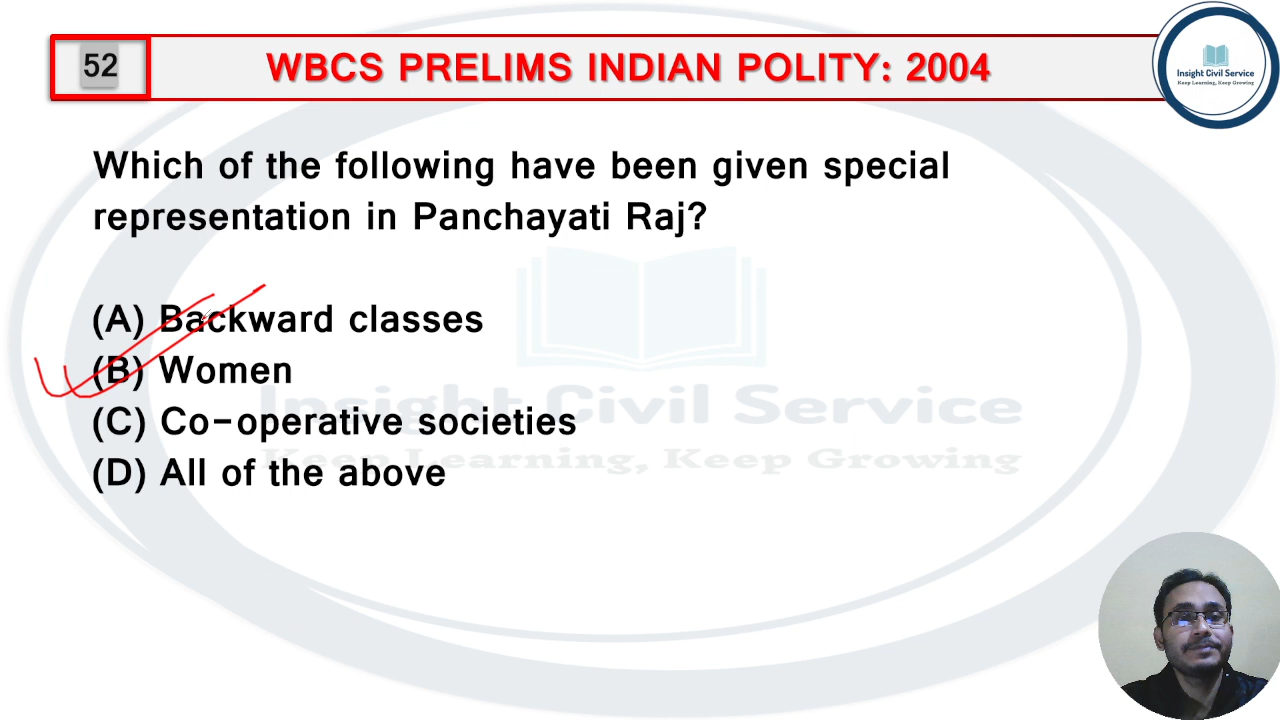 52
WBCS PRELIMS INDIAN POLITY: 2004
Insight Civil Service
Keep Learning, Keep Growing
Which of the following have been given special
representation in Panchayati Raj?
(A) Backward classes
(B) Women
(C) Co-operative societies
(D) All of the above
Insight Civil Service
Keep Learning, Keep Growing